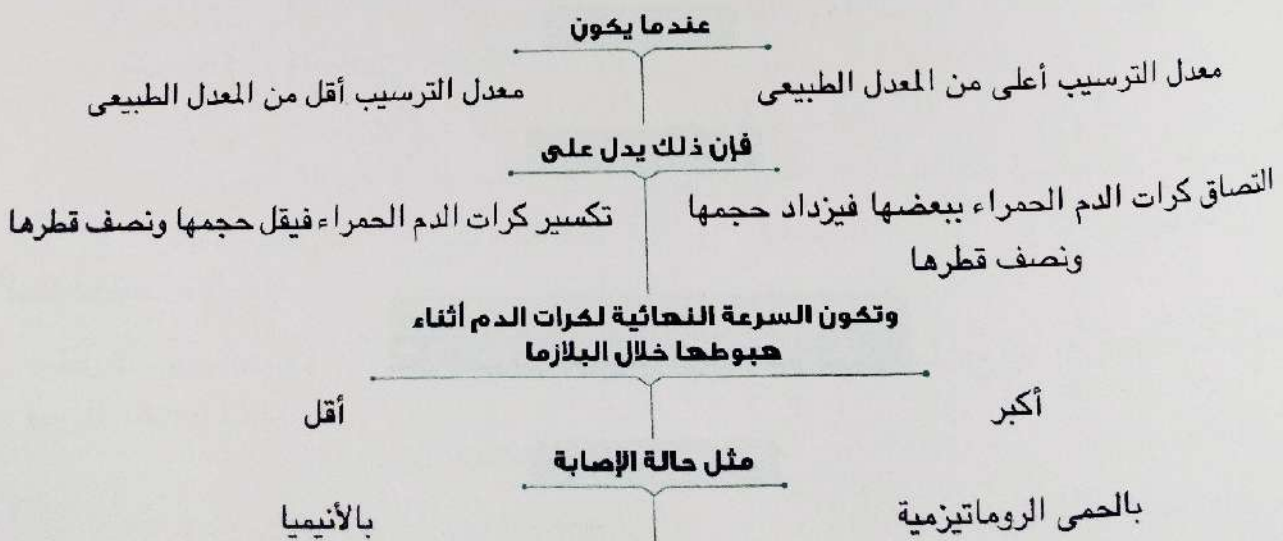 عندما يكون
معدل الترسيب أعلى من المعدل الطبيعى
معدل الترسيب أقل من المعدل الطبيعى
فإن ذلك يدل على
التصاق كرات الدم الحمراء ببعضها فيزداد حجمها
ونصف قطرها
تكسير كرات الدم الحمراء فيقل حجمها ونصف قطرها
وتكون السرعة النهائية لكرات الدم أثناء
هبوطها خلال البلازما
أكبر
أقل
مثل حالة الإصابة
بالحمى الروماتيزمية
بالأنيميا